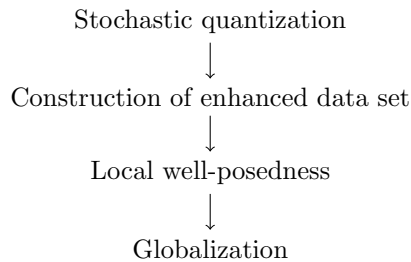 Stochastic quantization
Construction of enhanced data set
Local well-posedness
Globalization